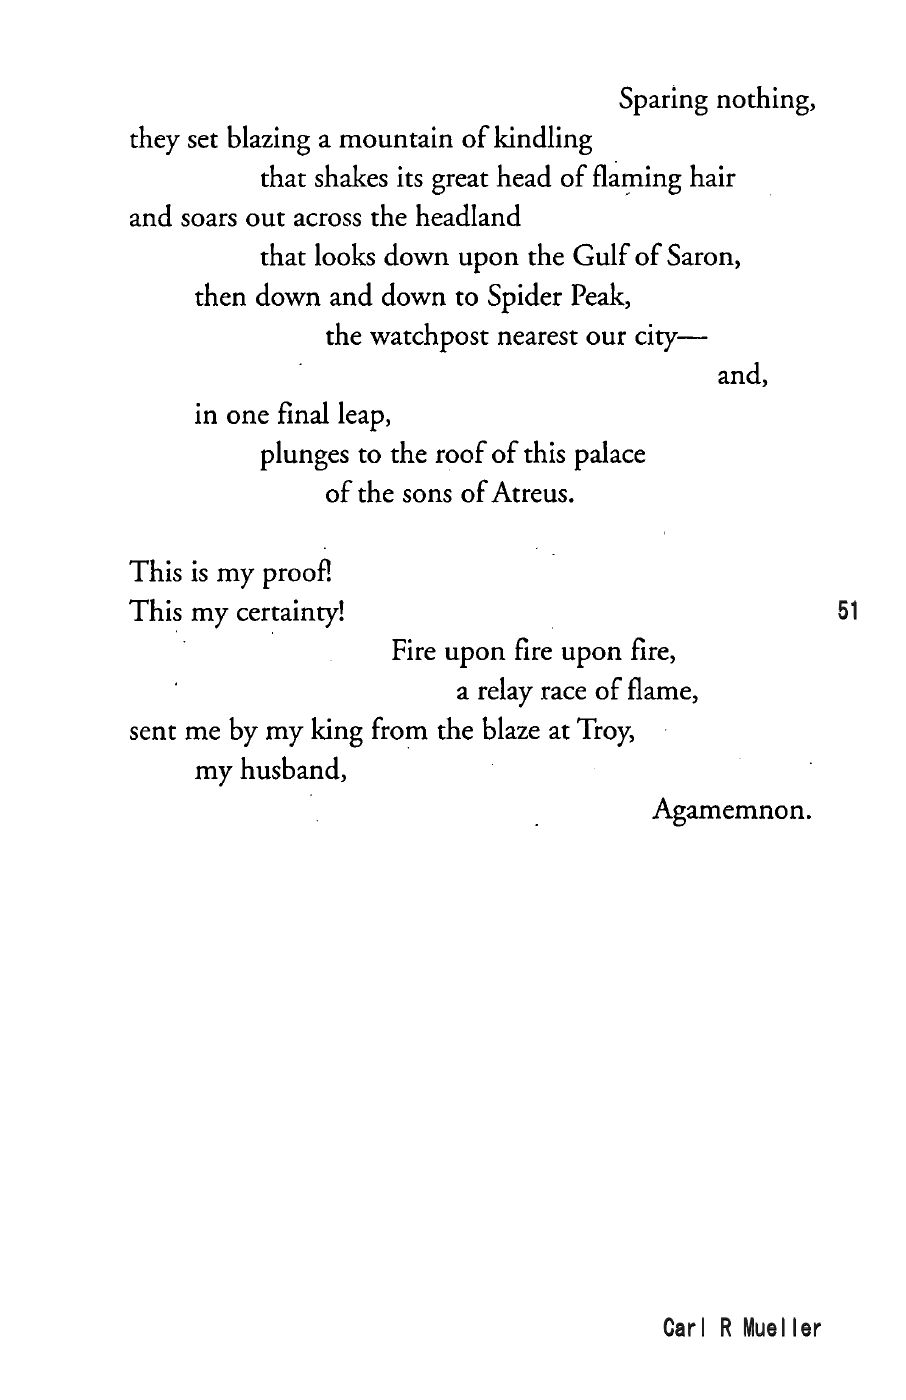 Sparing nothing,
they set blazing a mountain of kindling
that shakes its great head of flaming hair
and soars out across the headland
that looks down upon the Gulf of Saron,
then down and down to Spider Peak,
the watchpost nearest our city—
and,
in one final leap,
plunges to the roof of this palace
of the sons of Atreus.
This is my proof!
This my certainty!
51
Fire upon fire upon fire,
a relay race of flame,
sent me by my king from the blaze at Troy,
my husband,
Agamemnon.
Carl R Mueller